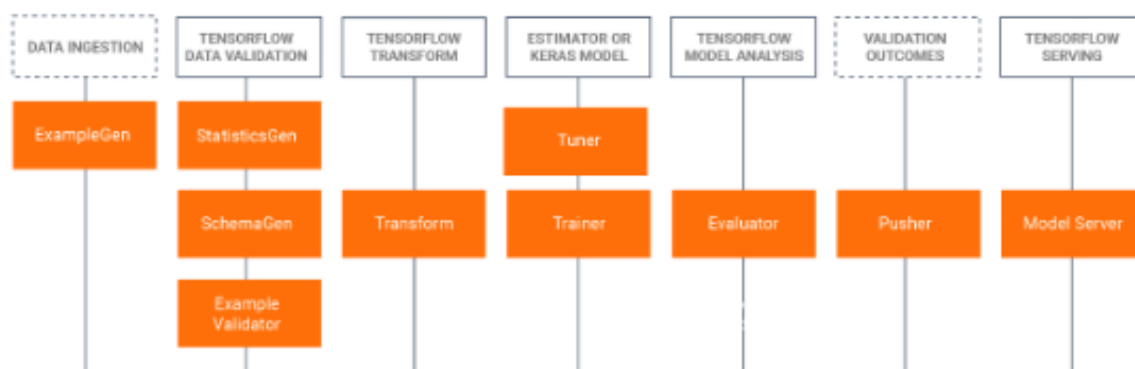 DATA INGESTION
TENSORFLOW
DATA VALIDATION
TENSORFLOW
TRANSFORM
ESTIMATOR OR
KERAS MODEL
TENSORFLOW
MODEL ANALYSIS
VALIDATION
OUTCOMES
TENSORFLOW
SERVING
ExampleGen
StatisticsGen
Tuner
SchemaGen
Transform
Trainer
Evaluator
Pusher
Model Server
Example
Validator